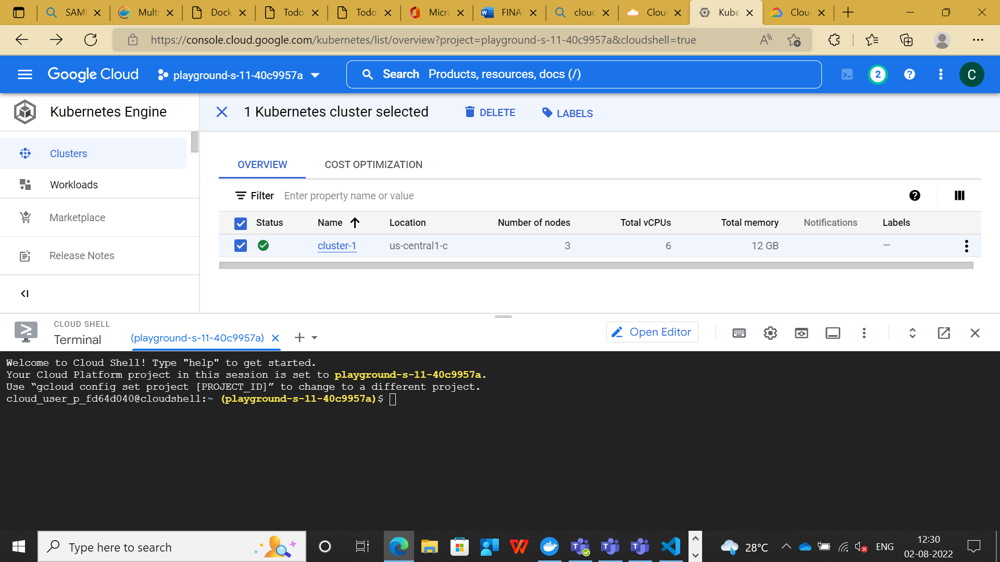 SAM
Multi
Dock
Todo
Todo
Micro
FINA
clouc
Clou
Kube
Clou
https://console.cloud.google.com/kubernetes/list/overview?project=playground-s-11-40c9957a&cloudshell=true
Google Cloud
playground-s-11-40c9957a
Search Products, resources, docs (/)
2
C
Kubernetes Engine
1 Kubernetes cluster selected
DELETE
LABELS
Clusters
Workloads
Marketplace
Release Notes
OVERVIEW
COST OPTIMIZATION
Filter Enter property name or value
Status Name Location Number of nodes Total vCPUs Total memory Notifications Labels
cluster-1 us-central1-c 3 6 12 GB —
CLOUD SHELL
Terminal
(playground-s-11-40c9957a)
Open Editor
Welcome to Cloud Shell! Type "help" to get started.
Your Cloud Platform project in this session is set to playground-s-11-40c9957a.
Use “gcloud config set project [PROJECT_ID]” to change to a different project.
cloud_user_p_fd64d040@cloudshell:~ (playground-s-11-40c9957a)$
Type here to search
28°C
ENG
12:30
02-08-2022